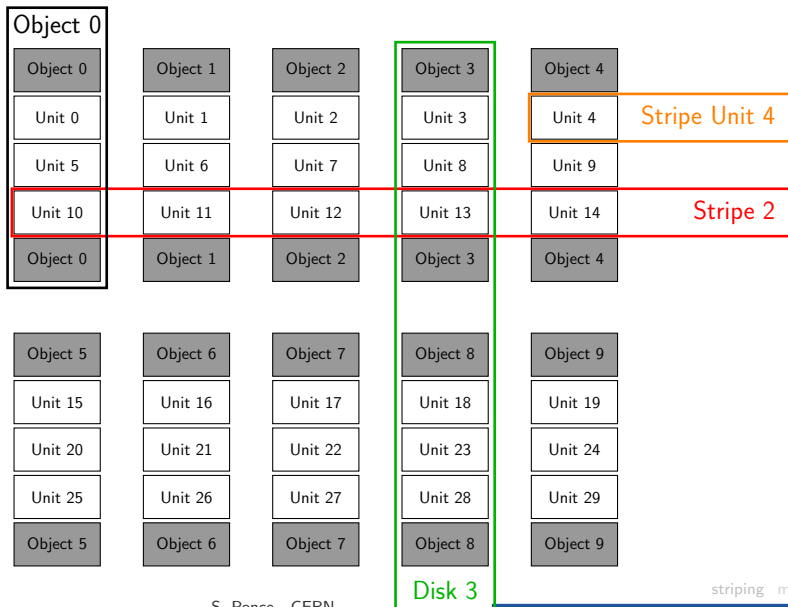 Object 0
Object 0 Object 1 Object 2 Object 3 Object 4
Unit 0 Unit 1 Unit 2 Unit 3 Unit 4 Stripe Unit 4
Unit 5 Unit 6 Unit 7 Unit 8 Unit 9
Unit 10 Unit 11 Unit 12 Unit 13 Unit 14 Stripe 2
Object 0 Object 1 Object 2 Object 3 Object 4
Object 5 Object 6 Object 7 Object 8 Object 9
Unit 15 Unit 16 Unit 17 Unit 18 Unit 19
Unit 20 Unit 21 Unit 22 Unit 23 Unit 24
Unit 25 Unit 26 Unit 27 Unit 28 Unit 29
Object 5 Object 6 Object 7 Object 8 Object 9
Disk 3
striping